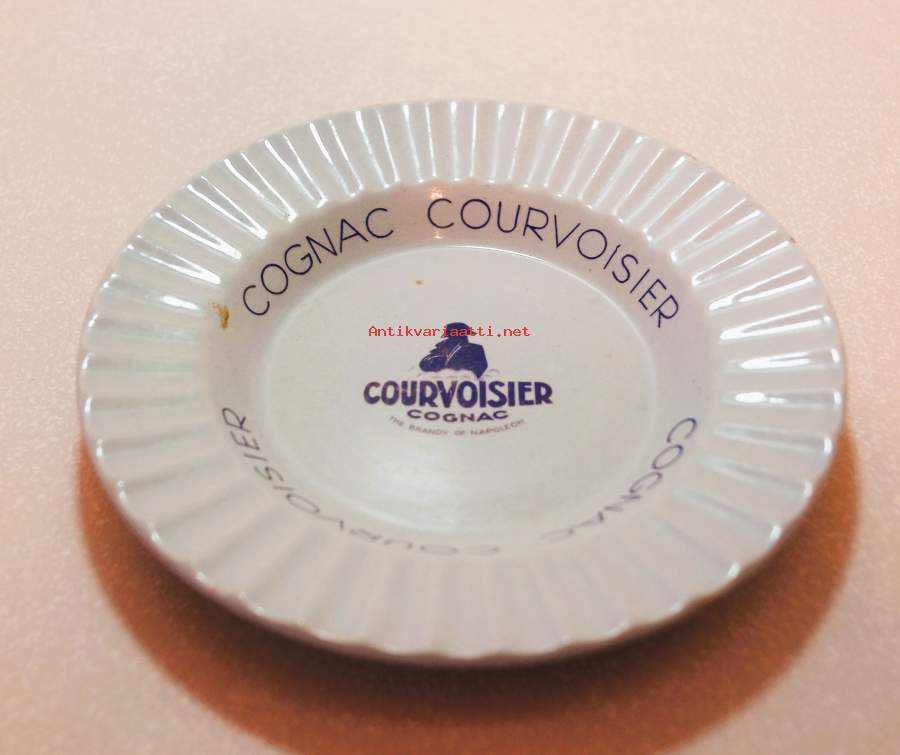 COGNAC COURVOISIER
Antikvariaatti.net
COURVOISIER
COGNAC
THE BRANDY OF NAPOLEON
COGNAC COURVOISIER